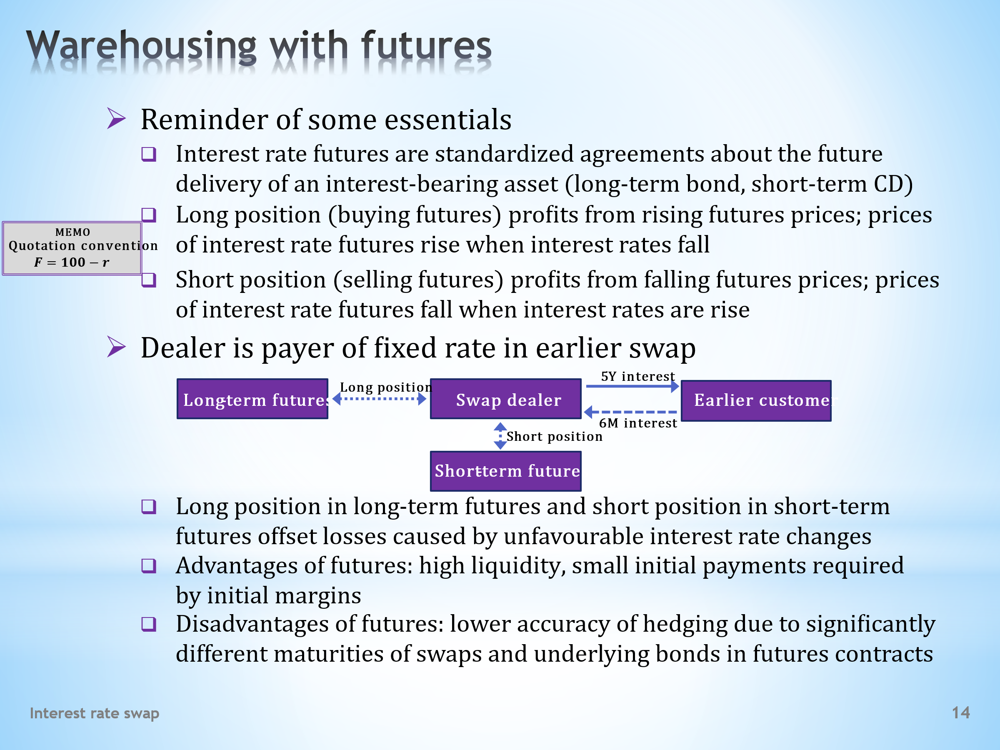 Warehousing with futures
Reminder of some essentials
Interest rate futures are standardized agreements about the future
delivery of an interest-bearing asset (long-term bond, short-term CD)
Long position (buying futures) profits from rising futures prices; prices
of interest rate futures rise when interest rates fall
MEMO
Quotation convention
F = 100 − r
Short position (selling futures) profits from falling futures prices; prices
of interest rate futures fall when interest rates are rise
Dealer is payer of fixed rate in earlier swap
Long-term futures
Long position
Swap dealer
5Y interest
6M interest
Earlier customer
Short position
Short-term future
Long position in long-term futures and short position in short-term
futures offset losses caused by unfavourable interest rate changes
Advantages of futures: high liquidity, small initial payments required
by initial margins
Disadvantages of futures: lower accuracy of hedging due to significantly
different maturities of swaps and underlying bonds in futures contracts
Interest rate swap
14